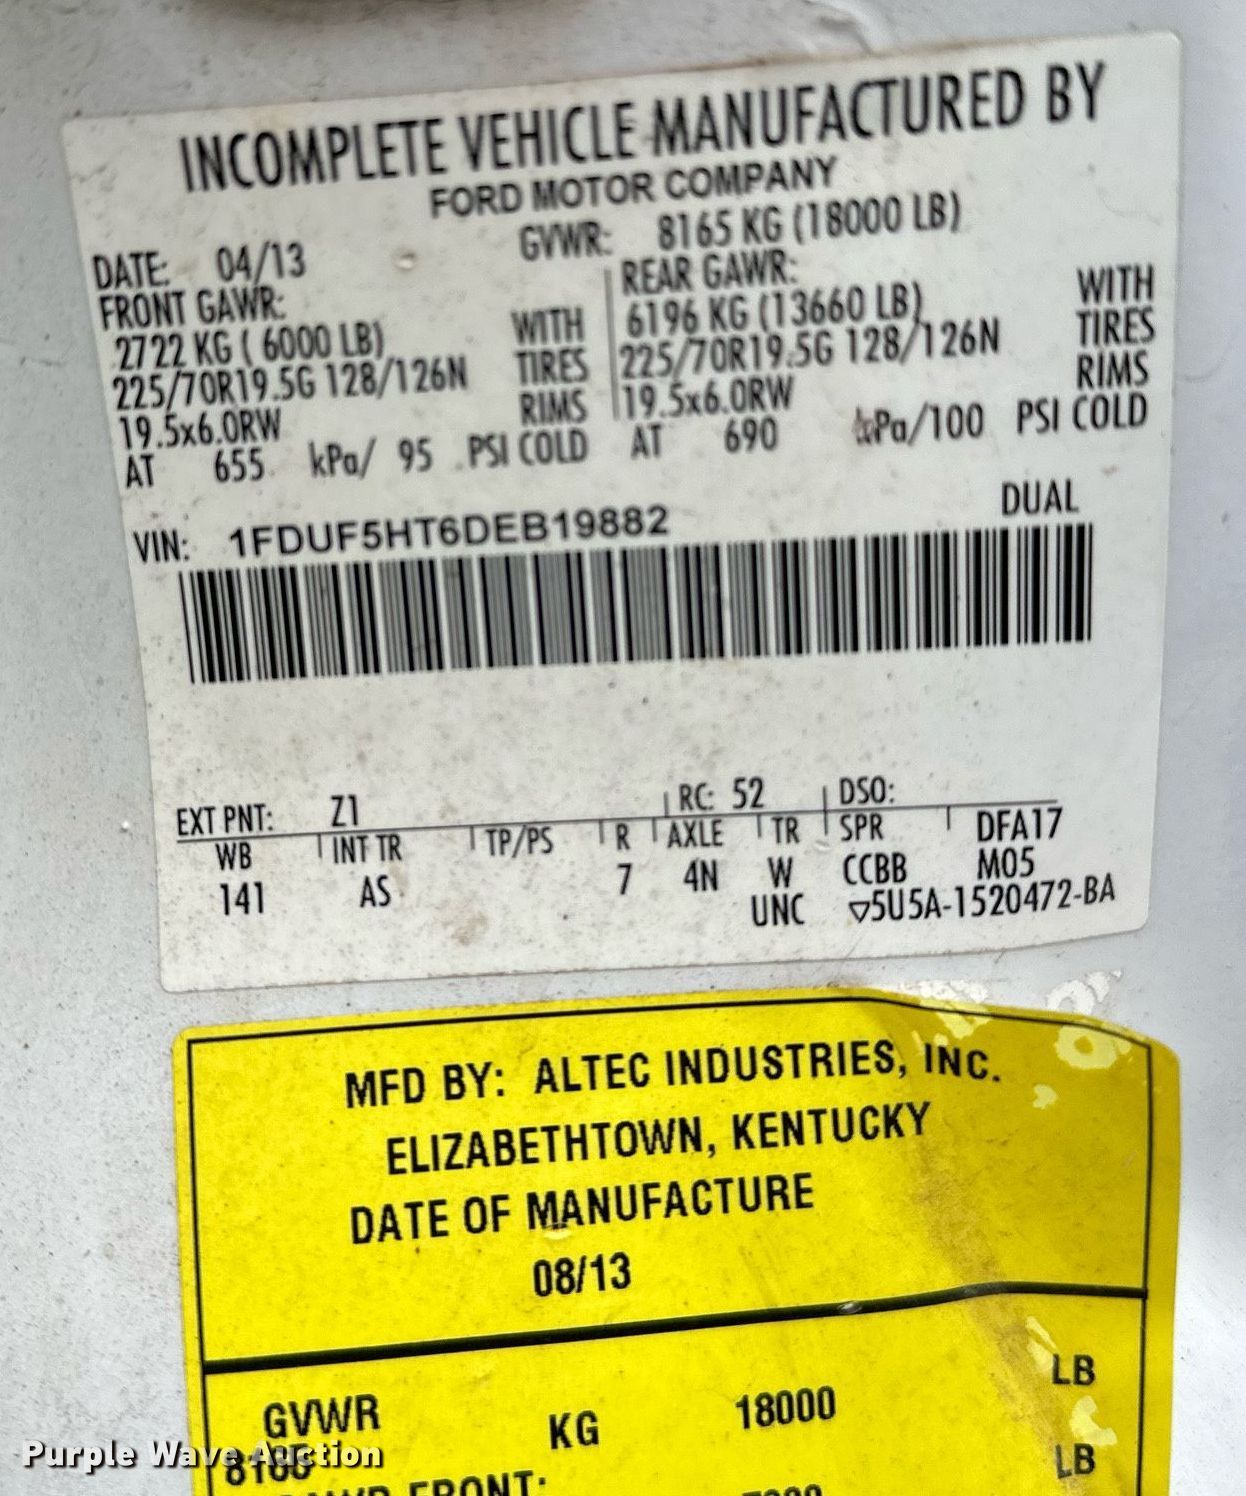 INCOMPLETE VEHICLE MANUFACTURED BY
FORD MOTOR COMPANY
DATE: 04/13 GVWR: 8165 KG (18000 LB)
FRONT GAWR: REAR GAWR:
2722 KG ( 6000 LB) WITH 6196 KG (13660 LB) WITH
225/70R19.5G 128/126N TIRES 225/70R19.5G 128/126N TIRES
19.5x6.0RW RIMS 19.5x6.0RW RIMS
AT 655 kPa/ 95 PSI COLD AT 690 kPa/100 PSI COLD
VIN: 1FDUF5HT6DEB19882 DUAL
EXT PNT: Z1 RC: 52 DSO:
WB INT TR TP/PS R AXLE TR SPR DFA17
141 AS 7 4N W CCBB M05
UNC ▽5U5A-1520472-BA
MFD BY: ALTEC INDUSTRIES, INC.
ELIZABETHTOWN, KENTUCKY
DATE OF MANUFACTURE
08/13
GVWR LB
8165 KG 18000
FRONT: LB
Purple Wave Auction